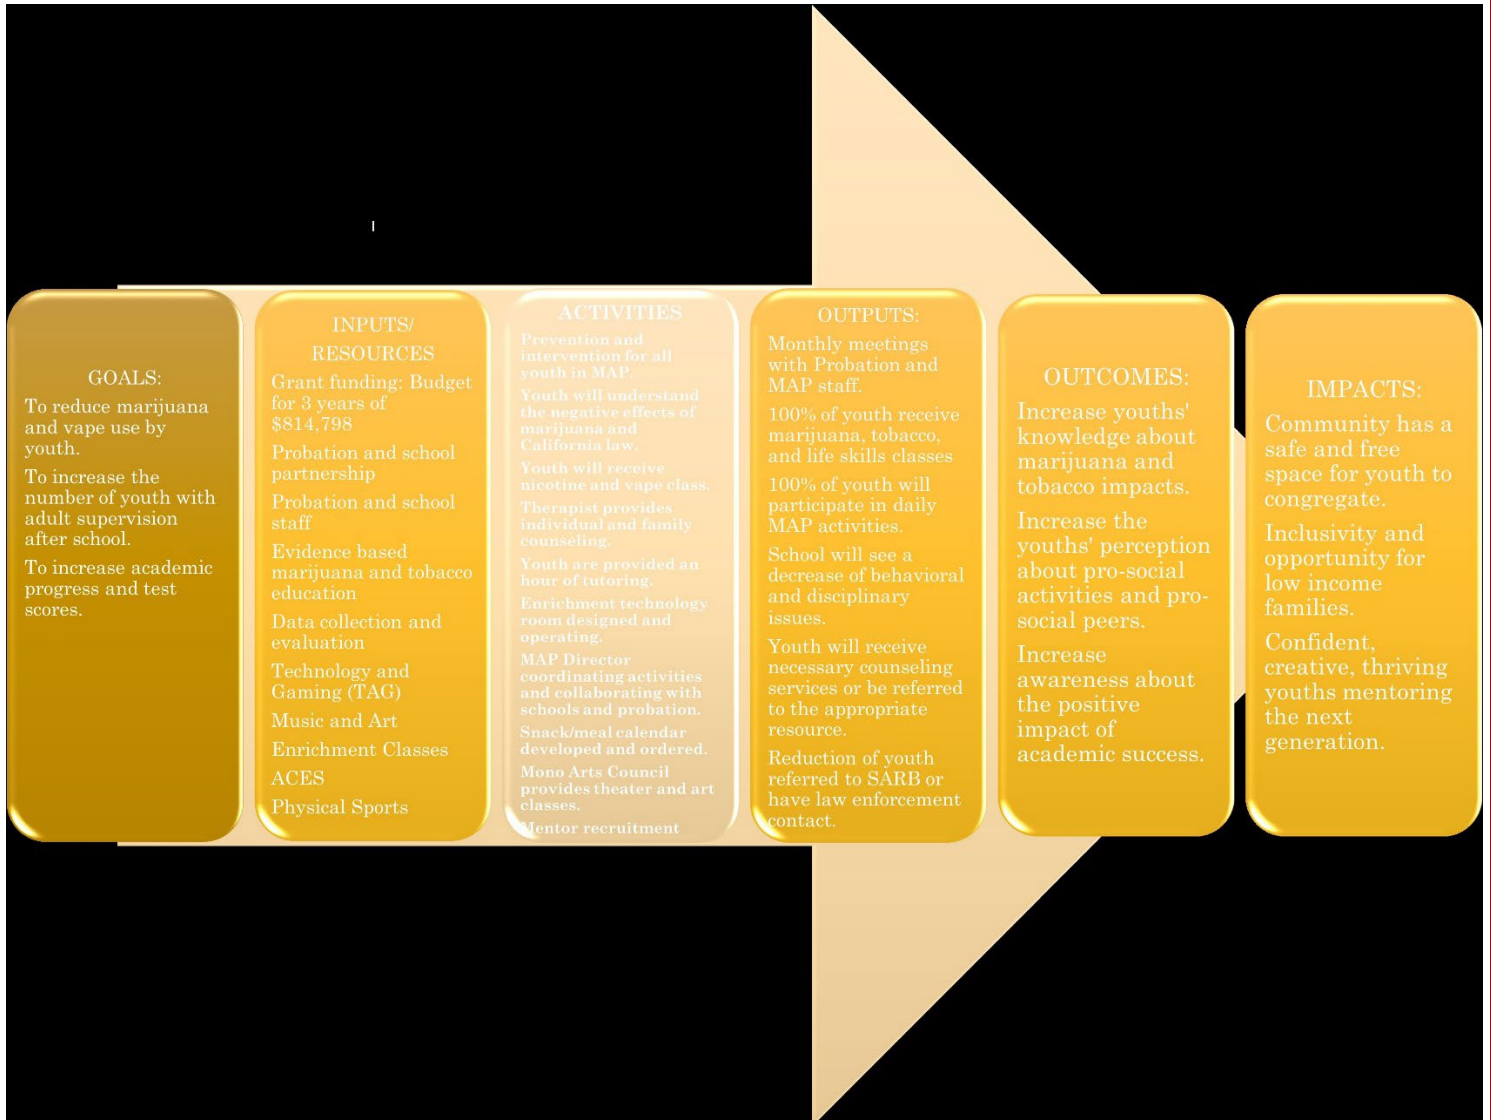 I
GOALS:
To reduce marijuana
and vape use by
youth.
To increase the
number of youth with
adult supervision
after school.
To increase academic
progress and test
scores.
INPUTS/
RESOURCES
Grant funding: Budget
for 3 years of
$814,798
Probation and school
partnership
Probation and school
staff
Evidence based
marijuana and tobacco
education
Data collection and
evaluation
Technology and
Gaming (TAG)
Music and Art
Enrichment Classes
ACES
Physical Sports
ACTIVITIES
Prevention and
intervention for all
youth in MAP.
Youth will understand
the negative effects of
marijuana and
California law.
Youth will receive
nicotine and vape class.
Therapist provides
individual and family
counseling.
Youth are provided an
hour of tutoring.
Enrichment technology
room designed and
operating.
MAP Director
coordinating activities
and collaborating with
schools and probation.
Snack/meal calendar
developed and ordered.
Mono Arts Council
provides theater and art
classes.
Mentor recruitment
OUTPUTS:
Monthly meetings
with Probation and
MAP staff.
100% of youth receive
marijuana, tobacco,
and life skills classes
100% of youth will
participate in daily
MAP activities.
School will see a
decrease of behavioral
and disciplinary
issues.
Youth will receive
necessary counseling
services or be referred
to the appropriate
resource.
Reduction of youth
referred to SARB or
have law enforcement
contact.
OUTCOMES:
Increase youths'
knowledge about
marijuana and
tobacco impacts.
Increase the
youths' perception
about pro-social
activities and pro-
social peers.
Increase
awareness about
the positive
impact of
academic success.
IMPACTS:
Community has a
safe and free
space for youth to
congregate.
Inclusivity and
opportunity for
low income
families.
Confident,
creative, thriving
youths mentoring
the next
generation.